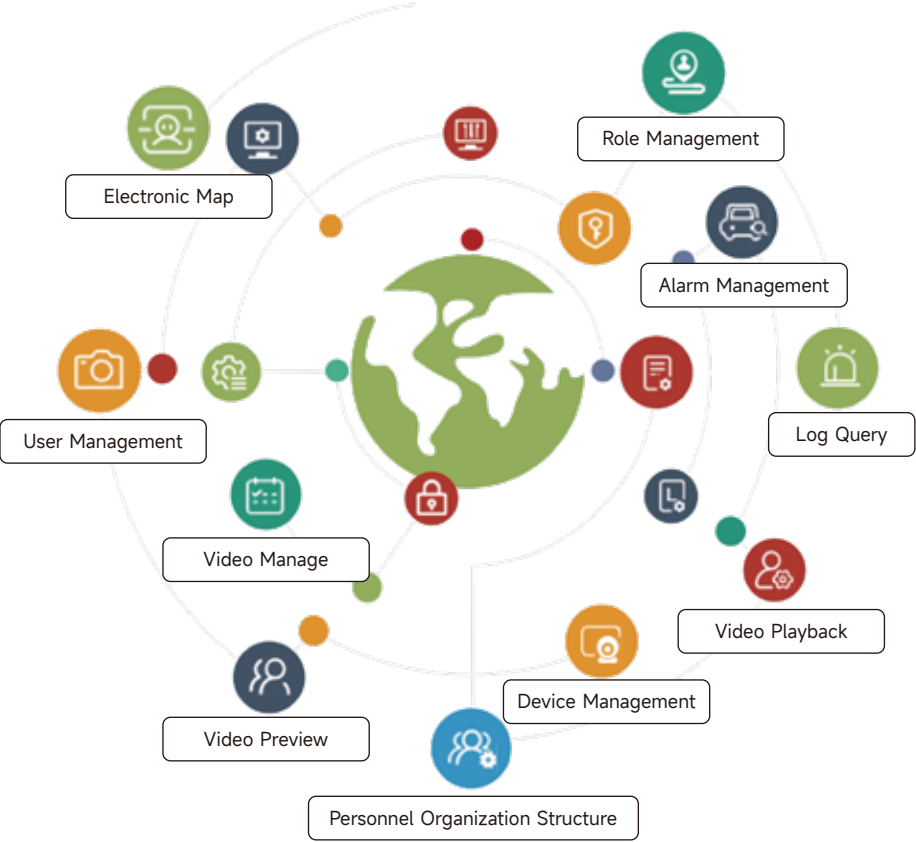 Role Management
Electronic Map
Alarm Management
User Management
Log Query
Video Manage
Video Playback
Device Management
Video Preview
Personnel Organization Structure